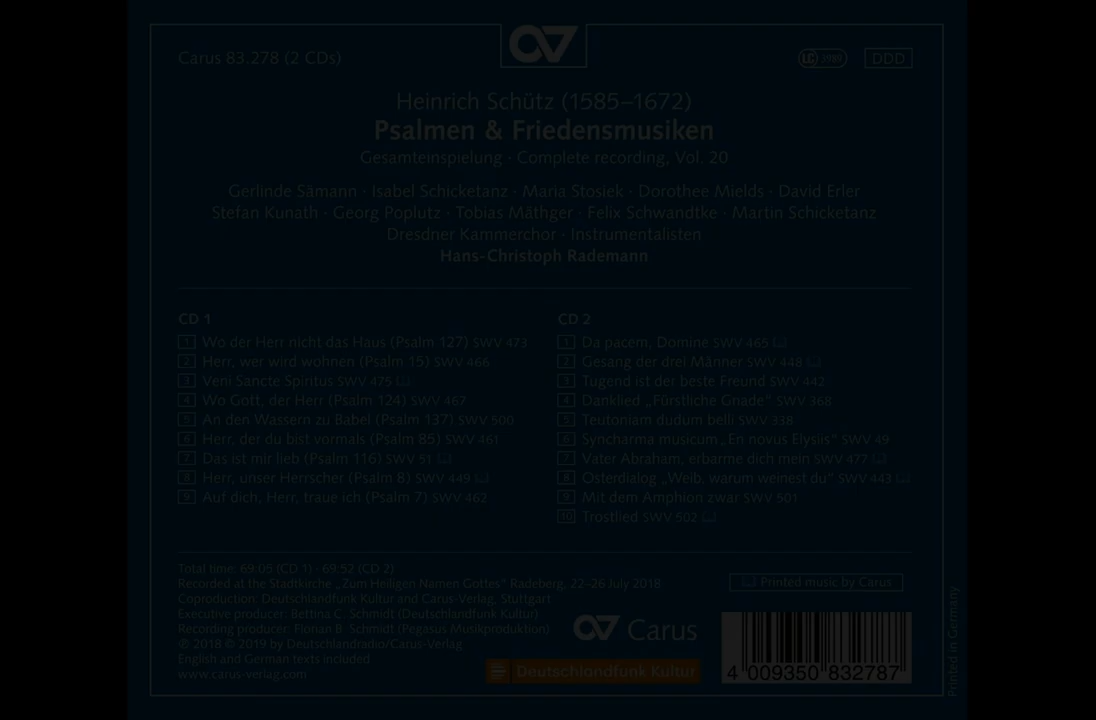 Carus 83.278 (2 CDs)
LC 3989
DDD
Heinrich Schütz (1585–1672)
Psalmen & Friedensmusiken
Gesamteinspielung · Complete recording, Vol. 20
Gerlinde Sämann · Isabel Schicketanz · Maria Stosiek · Dorothee Mields · David Erler
Stefan Kunath · Georg Poplutz · Tobias Mäthger · Felix Schwandtke · Martin Schicketanz
Dresdner Kammerchor · Instrumentalisten
Hans-Christoph Rademann
CD 1
1 Wo der Herr nicht das Haus (Psalm 127) SWV 473
2 Herr, wer wird wohnen (Psalm 15) SWV 466
3 Veni Sancte Spiritus SWV 475
4 Wo Gott, der Herr (Psalm 124) SWV 467
5 An den Wassern zu Babel (Psalm 137) SWV 500
6 Herr, der du bist vormals (Psalm 85) SWV 461
7 Das ist mir lieb (Psalm 116) SWV 51
8 Herr, unser Herrscher (Psalm 8) SWV 449
9 Auf dich, Herr, traue ich (Psalm 7) SWV 462
CD 2
1 Da pacem, Domine SWV 465
2 Gesang der drei Männer SWV 448
3 Tugend ist der beste Freund SWV 442
4 Danklied „Fürstliche Gnade“ SWV 368
5 Teutoniam dudum belli SWV 338
6 Syncharma musicum „En novus Elysiis“ SWV 49
7 Vater Abraham, erbarme dich mein SWV 477
8 Osterdialog „Weib, warum weinest du“ SWV 443
9 Mit dem Amphion zwar SWV 501
10 Trostlied SWV 502
Total time: 69:05 (CD 1) · 69:52 (CD 2)
Recorded at the Stadtkirche „Zum Heiligen Namen Gottes“ Radeberg, 22–26 July 2018
Coproduction: Deutschlandfunk Kultur and Carus-Verlag, Stuttgart
Executive producer: Bettina C. Schmidt (Deutschlandfunk Kultur)
Recording producer: Florian B. Schmidt (Pegasus Musikproduktion)
℗ 2018 © 2019 by Deutschlandradio/Carus-Verlag
English and German texts included
www.carus-verlag.com
Carus
Deutschlandfunk Kultur
Printed music by Carus
4 009350 832787
Printed in Germany